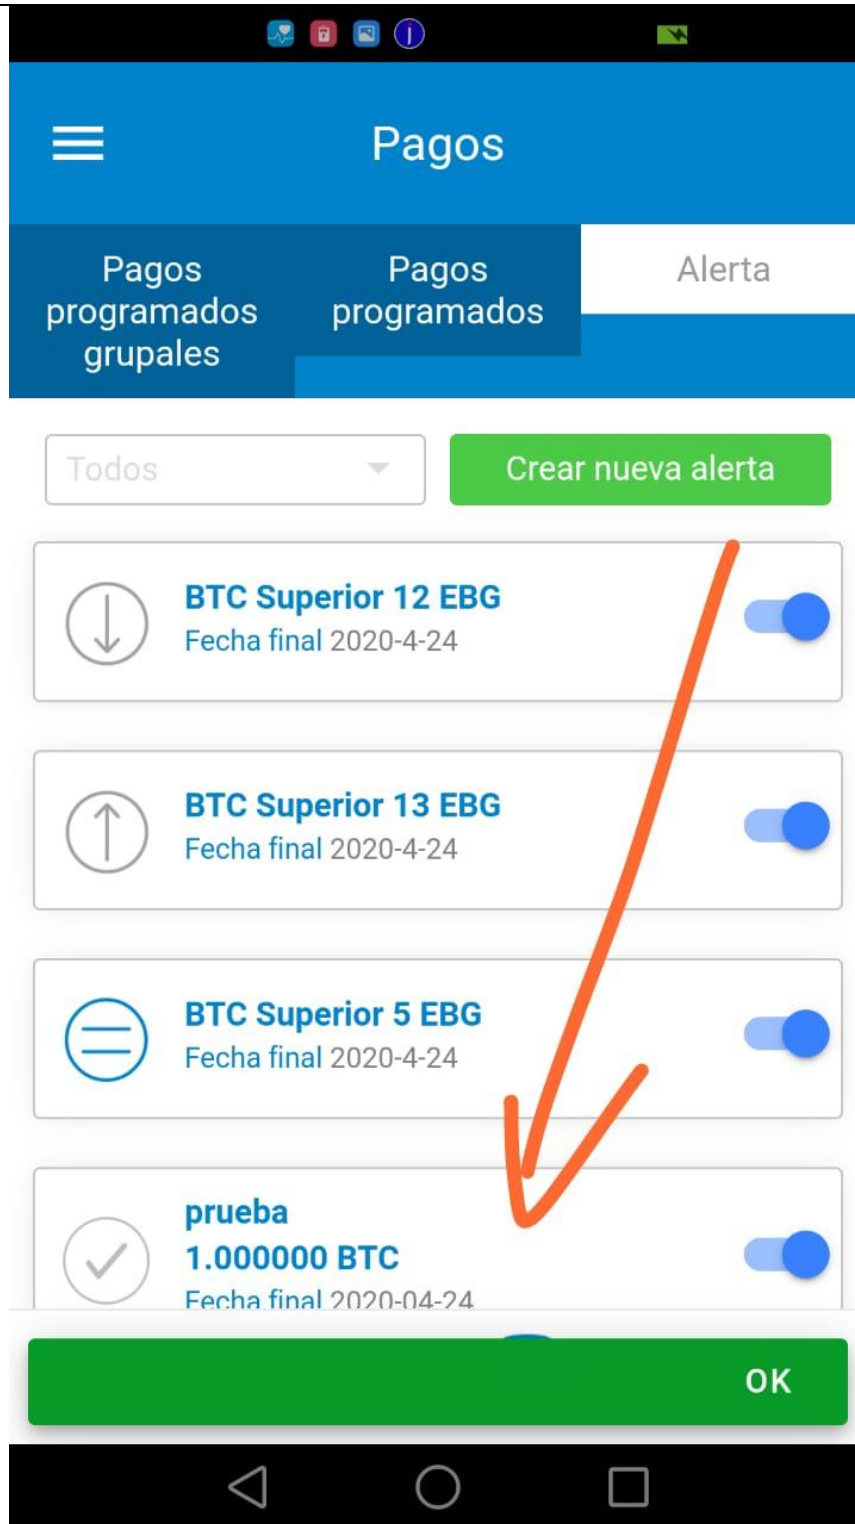 Pagos
Pagos
programados
grupales
Pagos
programados
Alerta
Todos
Crear nueva alerta
BTC Superior 12 EBG
Fecha final 2020-4-24
BTC Superior 13 EBG
Fecha final 2020-4-24
BTC Superior 5 EBG
Fecha final 2020-4-24
prueba
1.000000 BTC
Fecha final 2020-04-24
OK